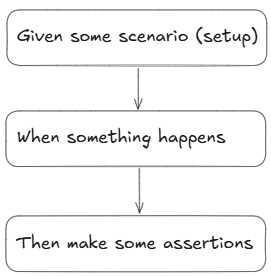 Given some scenario (setup)
When something happens
Then make some assertions